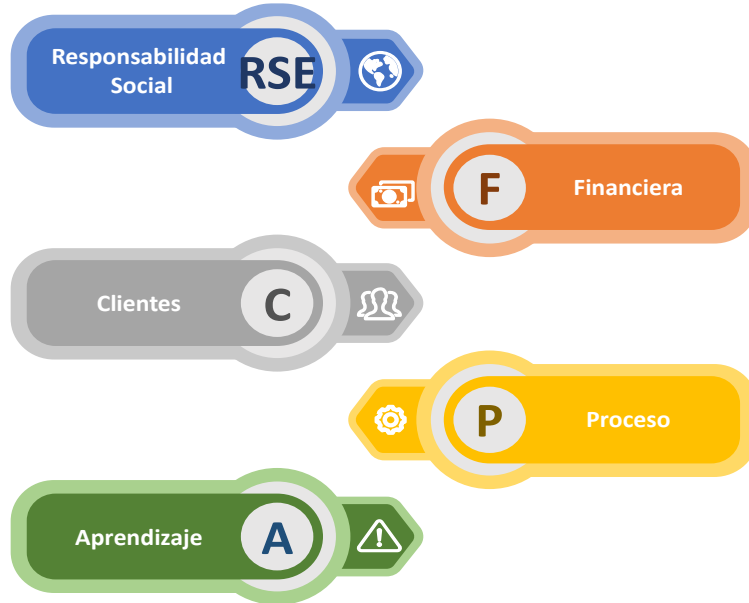 Responsabilidad
Social
RSE
F
Financiera
Clientes
C
P
Proceso
Aprendizaje
A